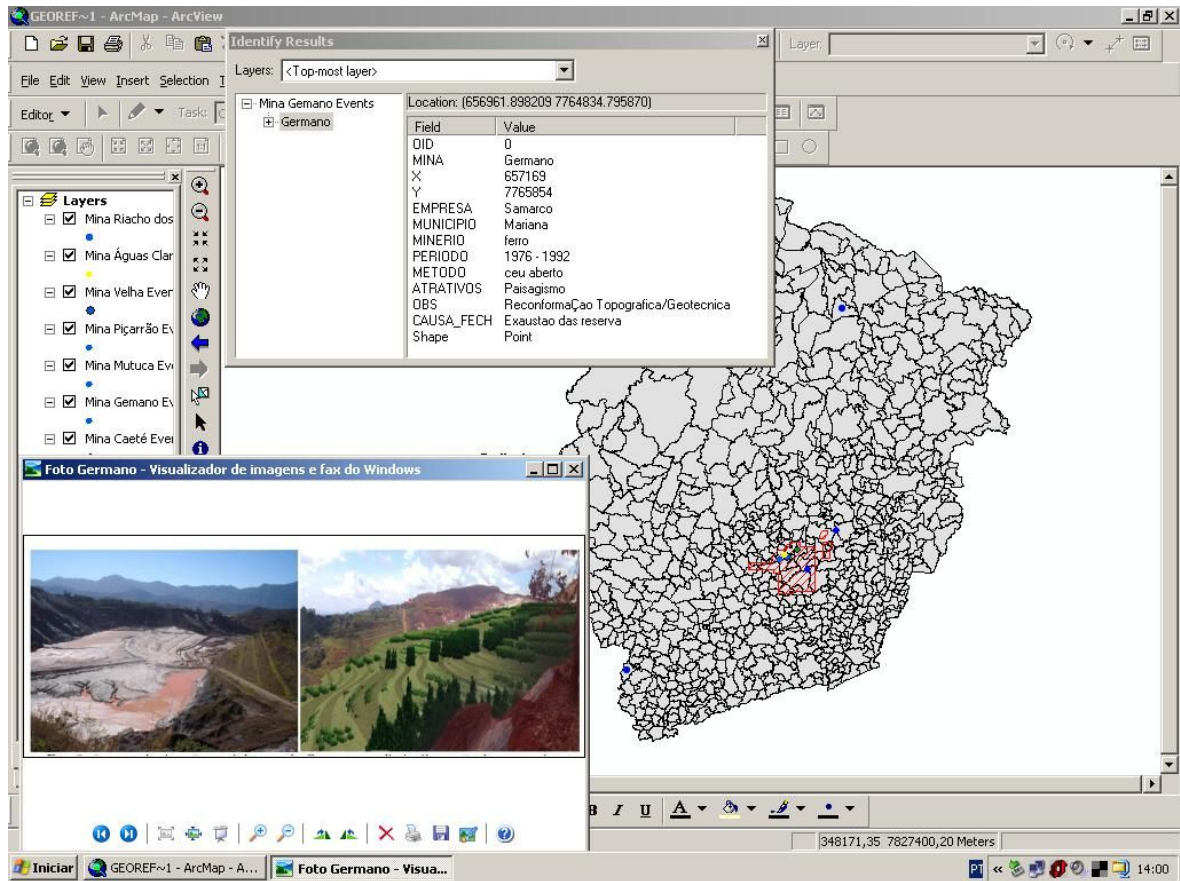 GEOREF~1 - ArcMap - ArcView
Identify Results
Layer:
Layers: <Top-most layer>
File Edit View Insert Selection
Mina Gemano Events
Germano
Location: (656961.898209 7764834.795870)
Editor
Task:
Field Value
OID 0
MINA Germano
X 657169
Y 7765854
EMPRESA Samarco
MUNICIPIO Mariana
MINERIO ferro
PERIODO 1976 - 1992
METODO ceu aberto
ATRATIVOS Paisagismo
OBS ReconformaÇao Topografica/Geotecnica
CAUSA_FECH Exaustao das reserva
Shape Point
Layers
Mina Riacho dos
Mina Águas Clar
Mina Velha Ever
Mina Piçarrão Ev
Mina Mutuca Eve
Mina Gemano Ev
Mina Caeté Ever
Foto Germano - Visualizador de imagens e fax do Windows
B I U A
348171,35 7827400,20 Meters
Iniciar
GEOREF~1 - ArcMap - A...
Foto Germano - Visua...
PT
14:00